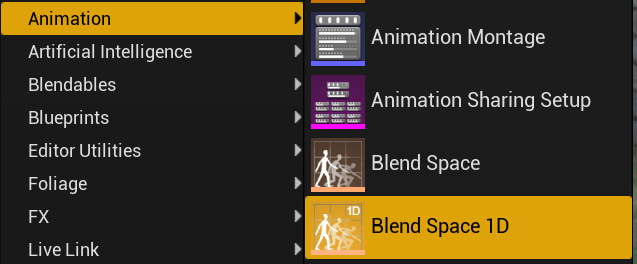 Animation
Artificial Intelligence
Blendables
Blueprints
Editor Utilities
Foliage
FX
Live Link
Animation Montage
Animation Sharing Setup
Blend Space
1D
Blend Space 1D